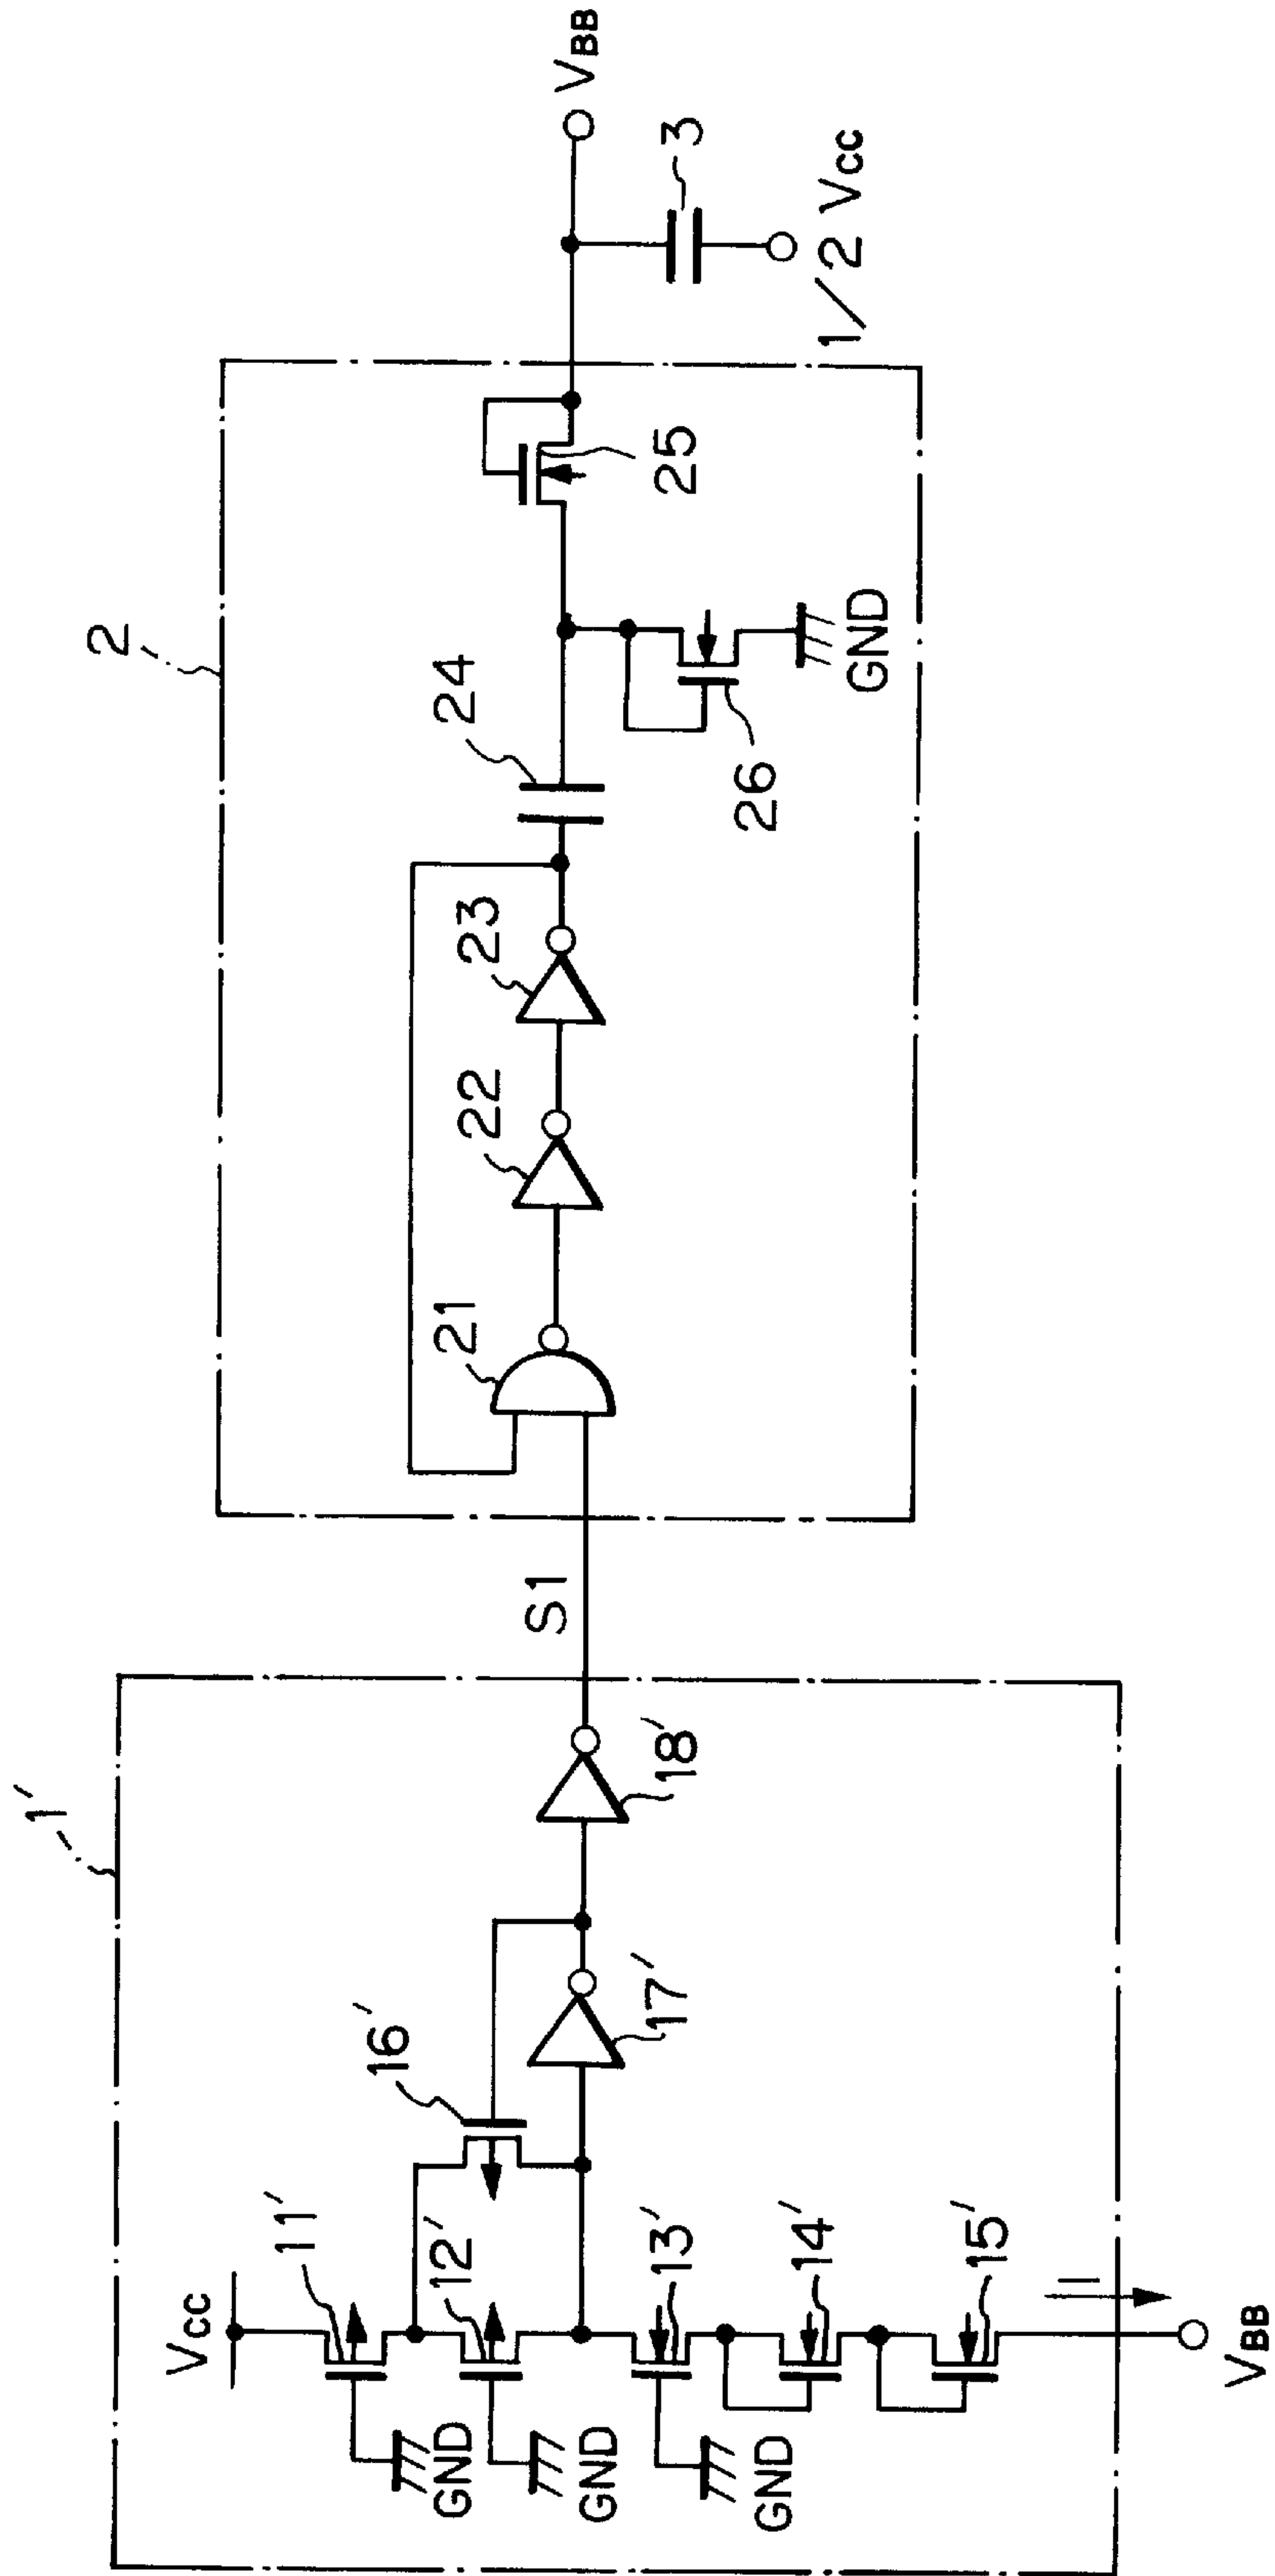 1'
2
Vcc
11'
GND
12'
GND
16'
13'
GND
14'
15'
I
VBB
17'
18'
S1
21
22
23
24
25
26
GND
VBB
3
1/2 Vcc